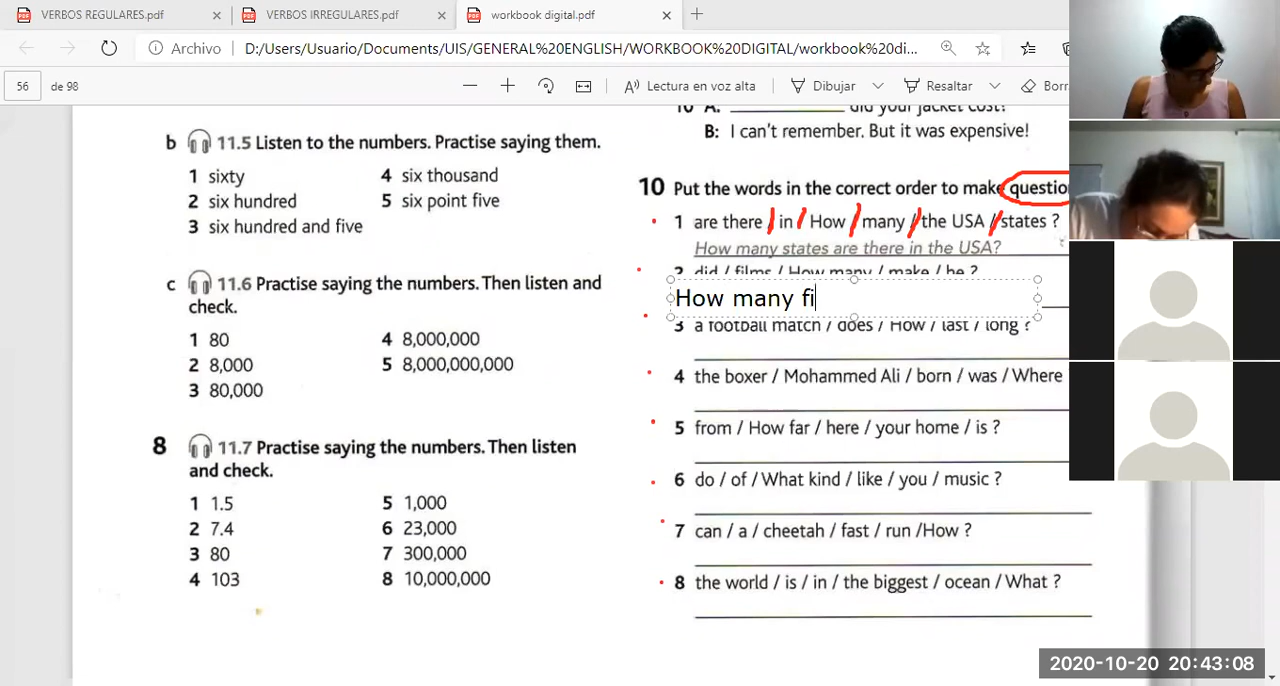 VERBOS REGULARES.pdf
VERBOS IRREGULARES.pdf
workbook digital.pdf
Archivo
D:/Users/Usuario/Documents/UIS/GENERAL%20ENGLISH/WORKBOOK%20DIGITAL/workbook%20di...
56
de 98
Lectura en voz alta
Dibujar
Resaltar
Borr
b 11.5 Listen to the numbers. Practise saying them.
1 sixty
2 six hundred
3 six hundred and five
4 six thousand
5 six point five
c 11.6 Practise saying the numbers. Then listen and
check.
1 80
2 8,000
3 80,000
4 8,000,000
5 8,000,000,000
8 11.7 Practise saying the numbers. Then listen
and check.
1 1.5
2 7.4
3 80
4 103
5 1,000
6 23,000
7 300,000
8 10,000,000
10 A: did your jacket cost?
B: I can't remember. But it was expensive!
10 Put the words in the correct order to make questio
1 are there / in / How / many / the USA / states ?
How many states are there in the USA?
2 did / films / How many / make / he ?
How many fi
3 a football match / does / How / last / long ?
4 the boxer / Mohammed Ali / born / was / Where
5 from / How far / here / your home / is ?
6 do / of / What kind / like / you / music ?
7 can / a / cheetah / fast / run /How ?
8 the world / is / in / the biggest / ocean / What ?
2020-10-20 20:43:08